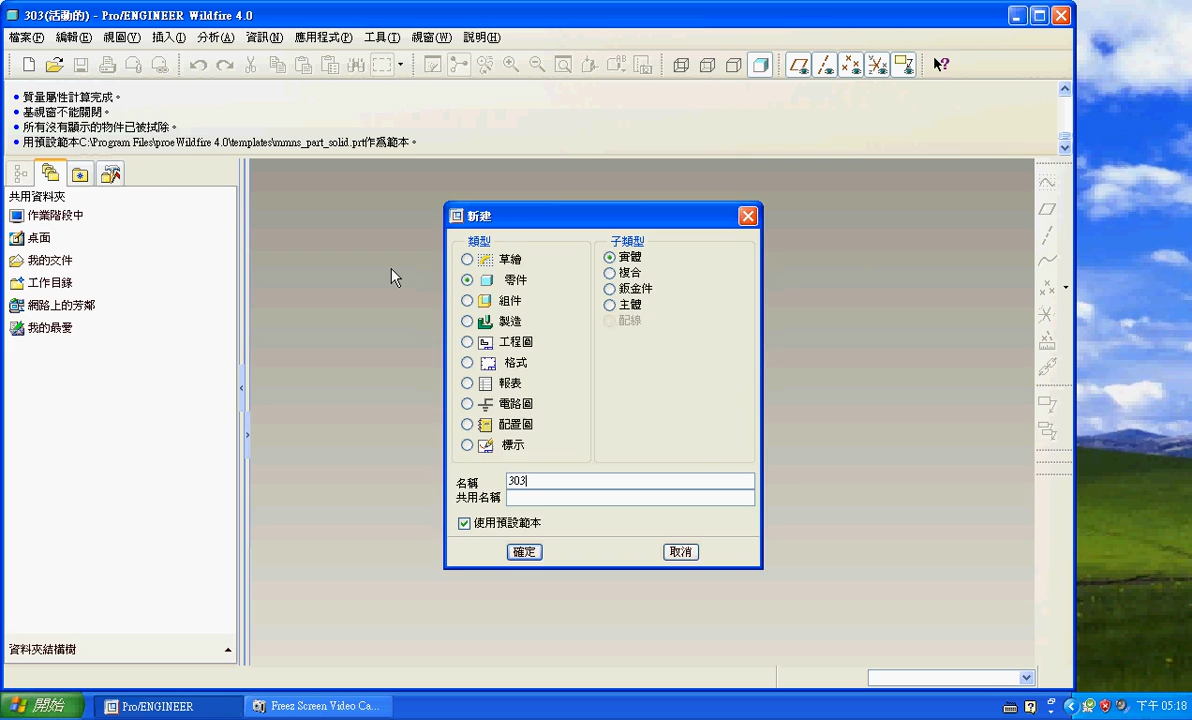 303(活動的) - Pro/ENGINEER Wildfire 4.0
檔案(F) 編輯(E) 視圖(V) 插入(I) 分析(A) 資訊(N) 應用程式(P) 工具(T) 視窗(W) 說明(H)
• 質量屬性計算完成。
• 基視窗不能關閉。
• 所有沒有顯示的物件已被拭除。
• 用預設範本C:\Program Files\proeWildfire 4.0\templates\mmns_part_solid.prt作為範本。
共用資料夾
作業階段中
桌面
我的文件
工作目錄
網路上的芳鄰
我的最愛
資料夾結構樹
新建
類型
草繪
零件
組件
製造
工程圖
格式
報表
電路圖
配置圖
標示
子類型
實體
複合
鈑金件
主體
配線
名稱 303
共用名稱
使用預設範本
確定 取消
開始 Pro/ENGINEER Freez Screen Video Ca... 下午 05:18